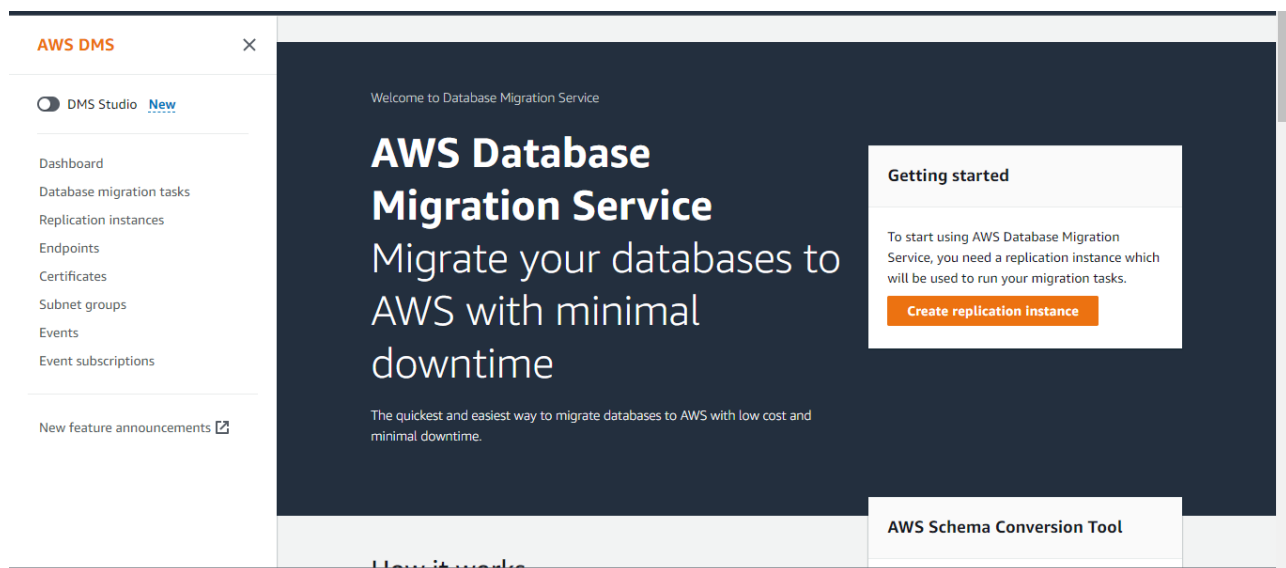 AWS DMS
DMS Studio New
Dashboard
Database migration tasks
Replication instances
Endpoints
Certificates
Subnet groups
Events
Event subscriptions
New feature announcements
Welcome to Database Migration Service
AWS Database
Migration Service
Migrate your databases to
AWS with minimal
downtime
The quickest and easiest way to migrate databases to AWS with low cost and
minimal downtime.
Getting started
To start using AWS Database Migration
Service, you need a replication instance which
will be used to run your migration tasks.
Create replication instance
AWS Schema Conversion Tool
How it works